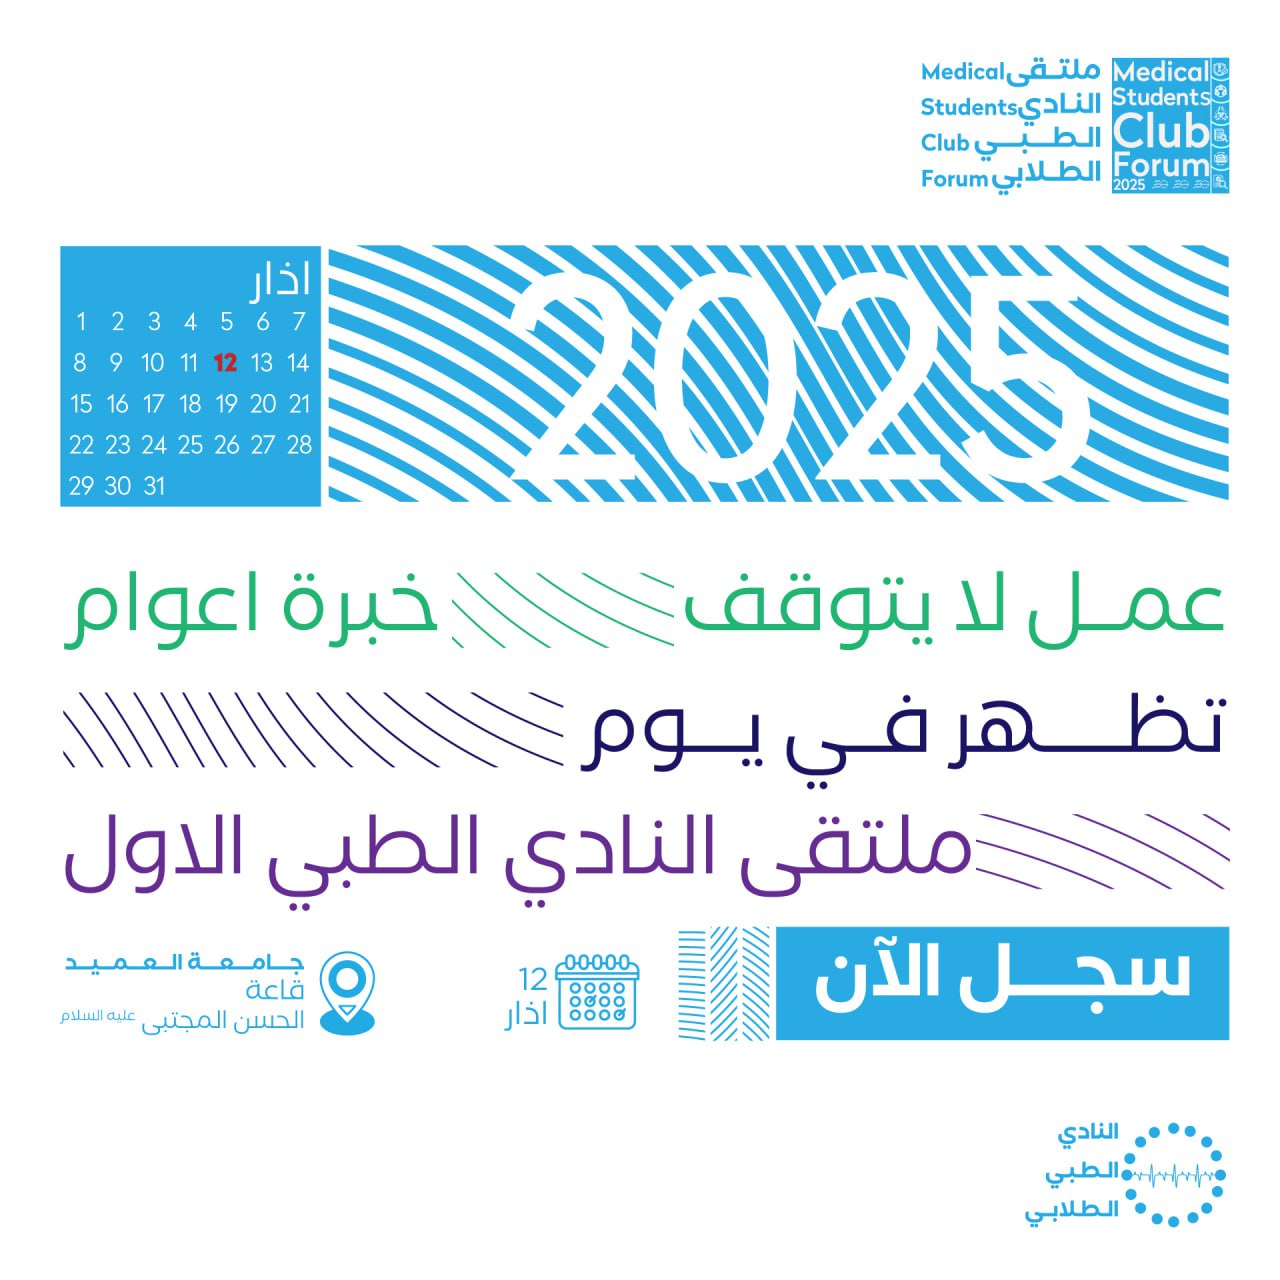 ملتقى Medical
النادي Students
الطبي Club
الطلابي Forum
Medical
Students
Club
Forum
2025
اذار
1 2 3 4 5 6 7
8 9 10 11 12 13 14
15 16 17 18 19 20 21
22 23 24 25 26 27 28
29 30 31
2025
عمل لا يتوقف خبرة اعوام
تظهر في يوم
ملتقى النادي الطبي الاول
سجل الآن
12
اذار
جامعة العميد
قاعة
الحسن المجتبى عليه السلام
النادي
الطبي
الطلابي